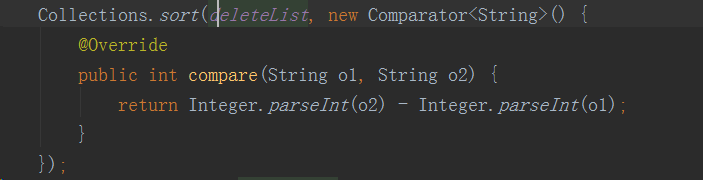 Collections.sort(deleteList, new Comparator<String>() {
@Override
public int compare(String o1, String o2) {
return Integer.parseInt(o2) - Integer.parseInt(o1);
}
});